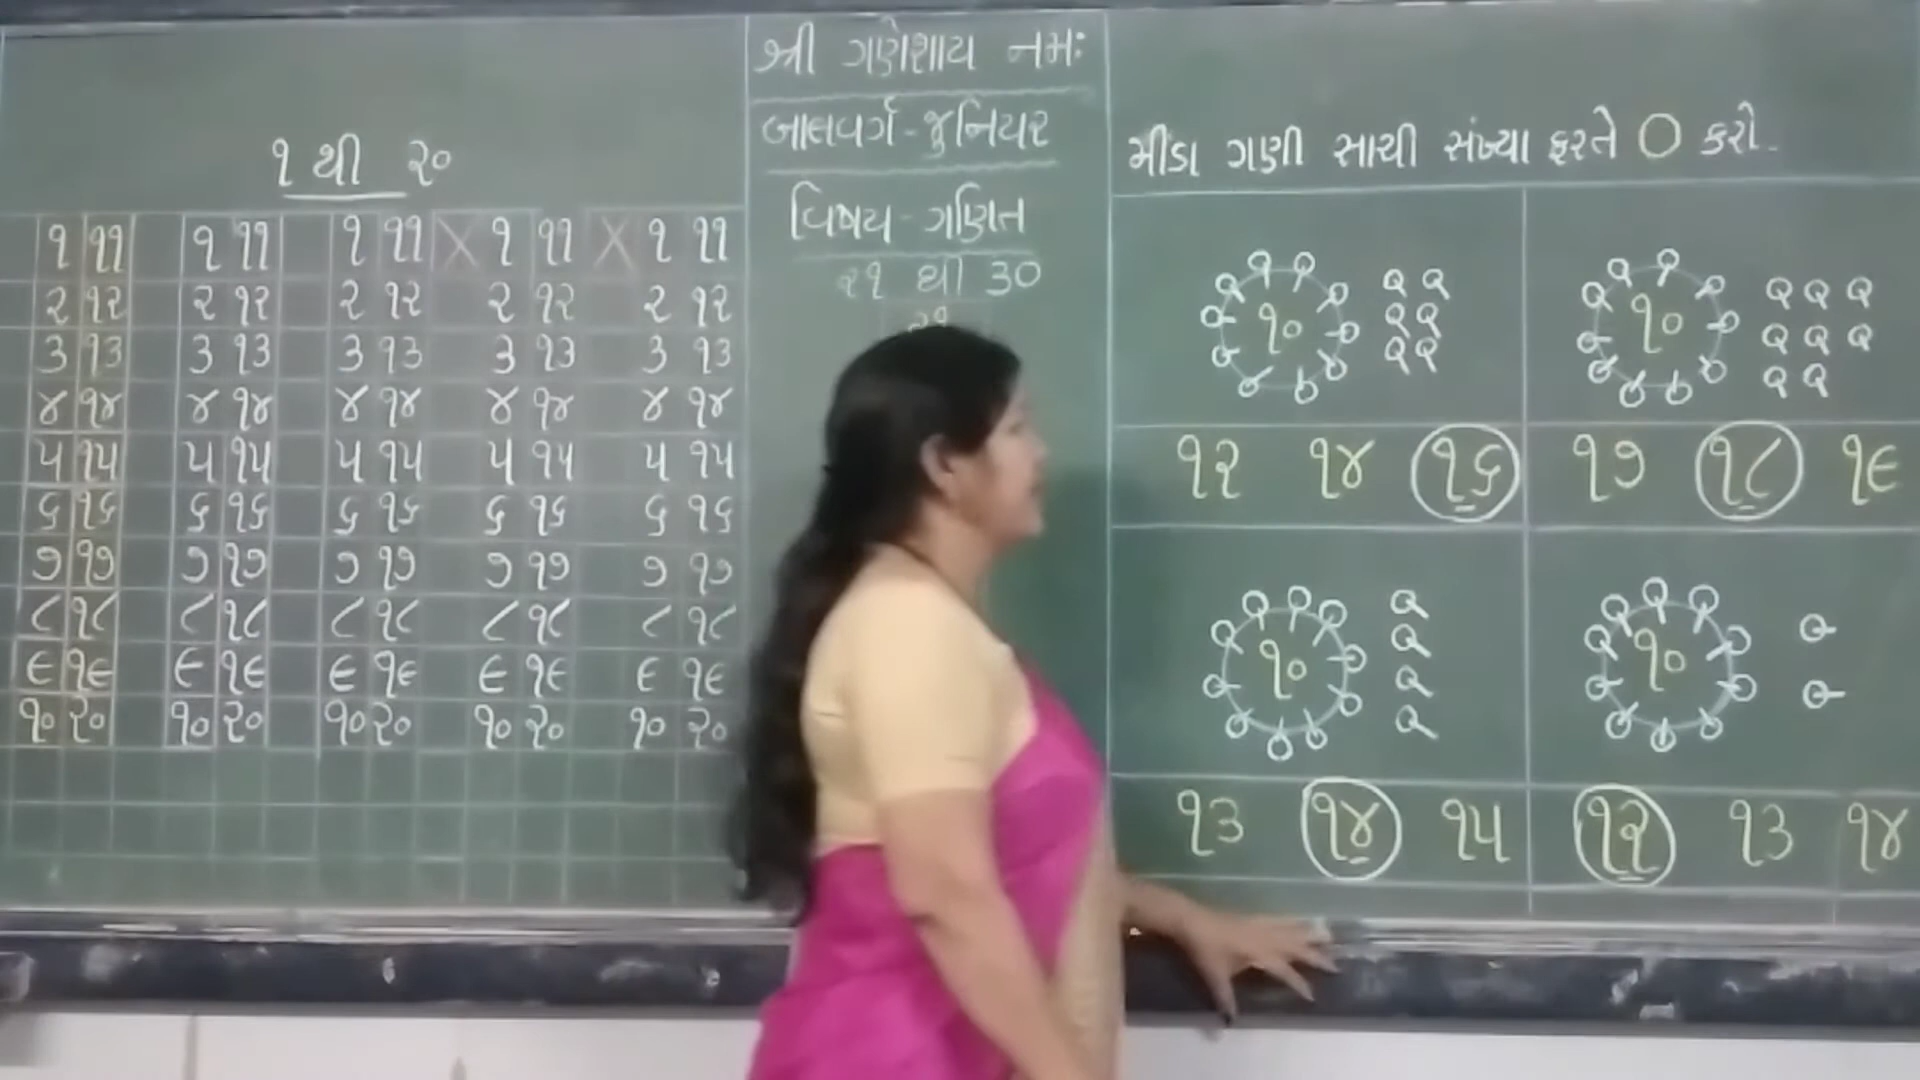 ૧ થી ૨૦
૧ ૧૧ ૧ ૧૧ ૧ ૧૧ X ૧ ૧૧ X ૧ ૧૧
૨ ૧૨ ૨ ૧૨ ૨ ૧૨ ૨ ૧૨ ૨ ૧૨
૩ ૧૩ ૩ ૧૩ ૩ ૧૩ ૩ ૧૩ ૩ ૧૩
૪ ૧૪ ૪ ૧૪ ૪ ૧૪ ૪ ૧૪ ૪ ૧૪
૫ ૧૫ ૫ ૧૫ ૫ ૧૫ ૫ ૧૫ ૫ ૧૫
૬ ૧૬ ૬ ૧૬ ૬ ૧૬ ૬ ૧૬ ૬ ૧૬
૭ ૧૭ ૭ ૧૭ ૭ ૧૭ ૭ ૧૭ ૭ ૧૭
૮ ૧૮ ૮ ૧૮ ૮ ૧૮ ૮ ૧૮ ૮ ૧૮
૯ ૧૯ ૯ ૧૯ ૯ ૧૯ ૯ ૧૯ ૯ ૧૯
૧૦ ૨૦ ૧૦ ૨૦ ૧૦ ૨૦ ૧૦ ૨૦ ૧૦ ૨૦
શ્રી ગણેશાય નમઃ
બાલવર્ગ-જુનિયર
વિષય-ગણિત
૨૧ થી ૩૦
મીંડા ગણી સાચી સંખ્યા ફરતે O કરો.
૧૦ ૧૦
૧૨ ૧૪ ૧૬ ૧૭ ૧૮ ૧૯
૧૦ ૧૦
૧૩ ૧૪ ૧૫ ૧૨ ૧૩ ૧૪